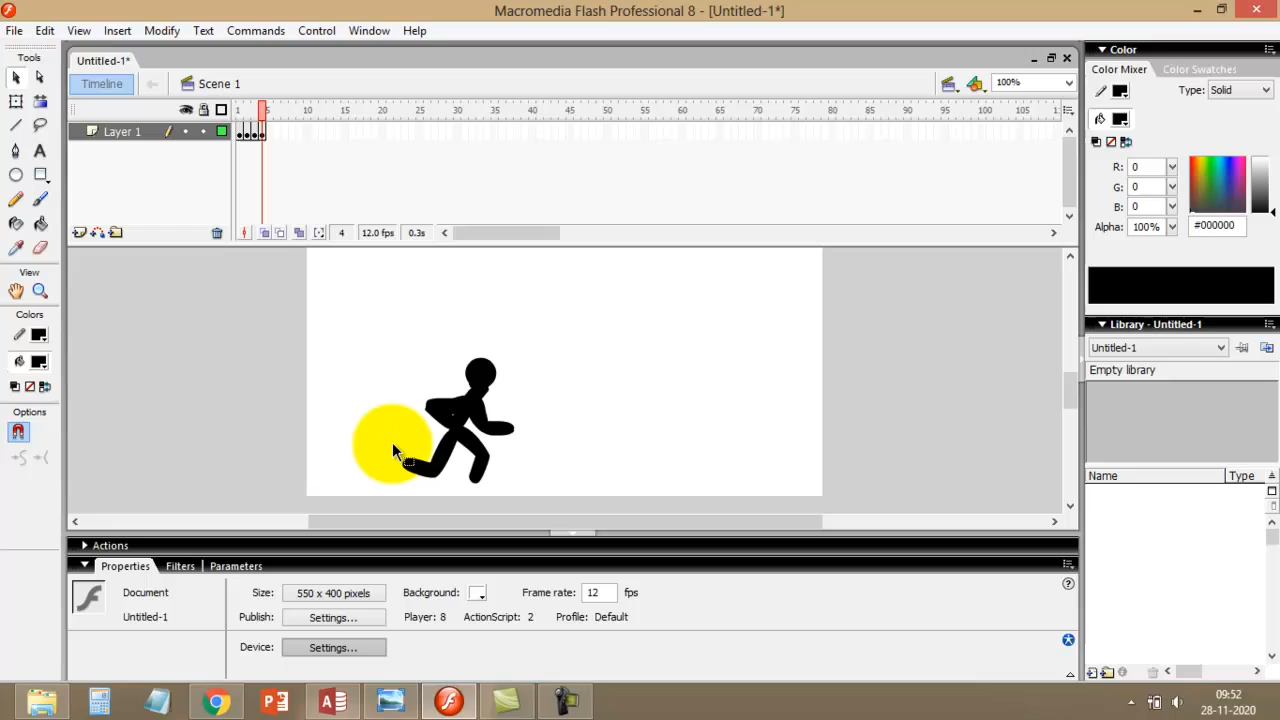 Macromedia Flash Professional 8 - [Untitled-1*]
File Edit View Insert Modify Text Commands Control Window Help
Tools
View
Colors
Options
Untitled-1*
Timeline
Scene 1
100%
1 5 10 15 20 25 30 35 40 45 50 55 60 65 70 75 80 85 90 95 100 105 1:
Layer 1
4 12.0 fps 0.3s
Actions
Properties Filters Parameters
Document
Untitled-1
Size: 550 x 400 pixels Background: Frame rate: 12 fps
Publish: Settings... Player: 8 ActionScript: 2 Profile: Default
Device: Settings...
Color
Color Mixer Color Swatches
Type: Solid
R: 0
G: 0
B: 0
Alpha: 100% #000000
Library - Untitled-1
Untitled-1
Empty library
Name Type
09:52
28-11-2020